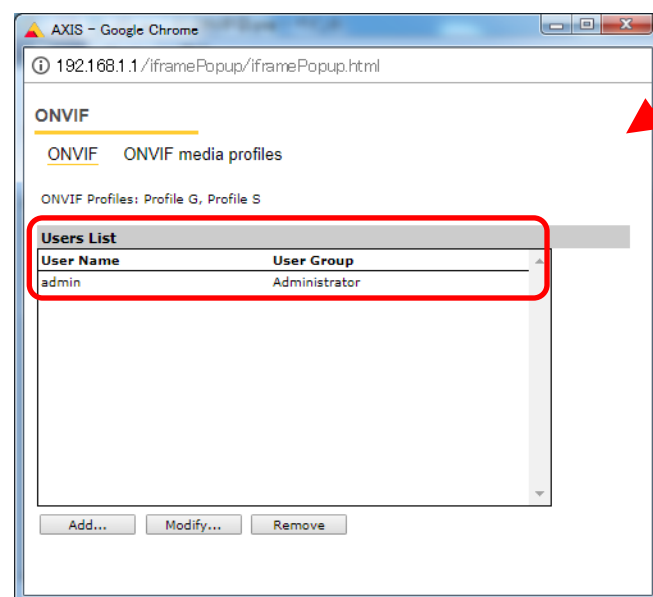 AXIS - Google Chrome
192.168.1.1/iframePopup/iframePopup.html
ONVIF
ONVIF ONVIF media profiles
ONVIF Profiles: Profile G, Profile S
Users List
User Name User Group
admin Administrator
Add... Modify... Remove